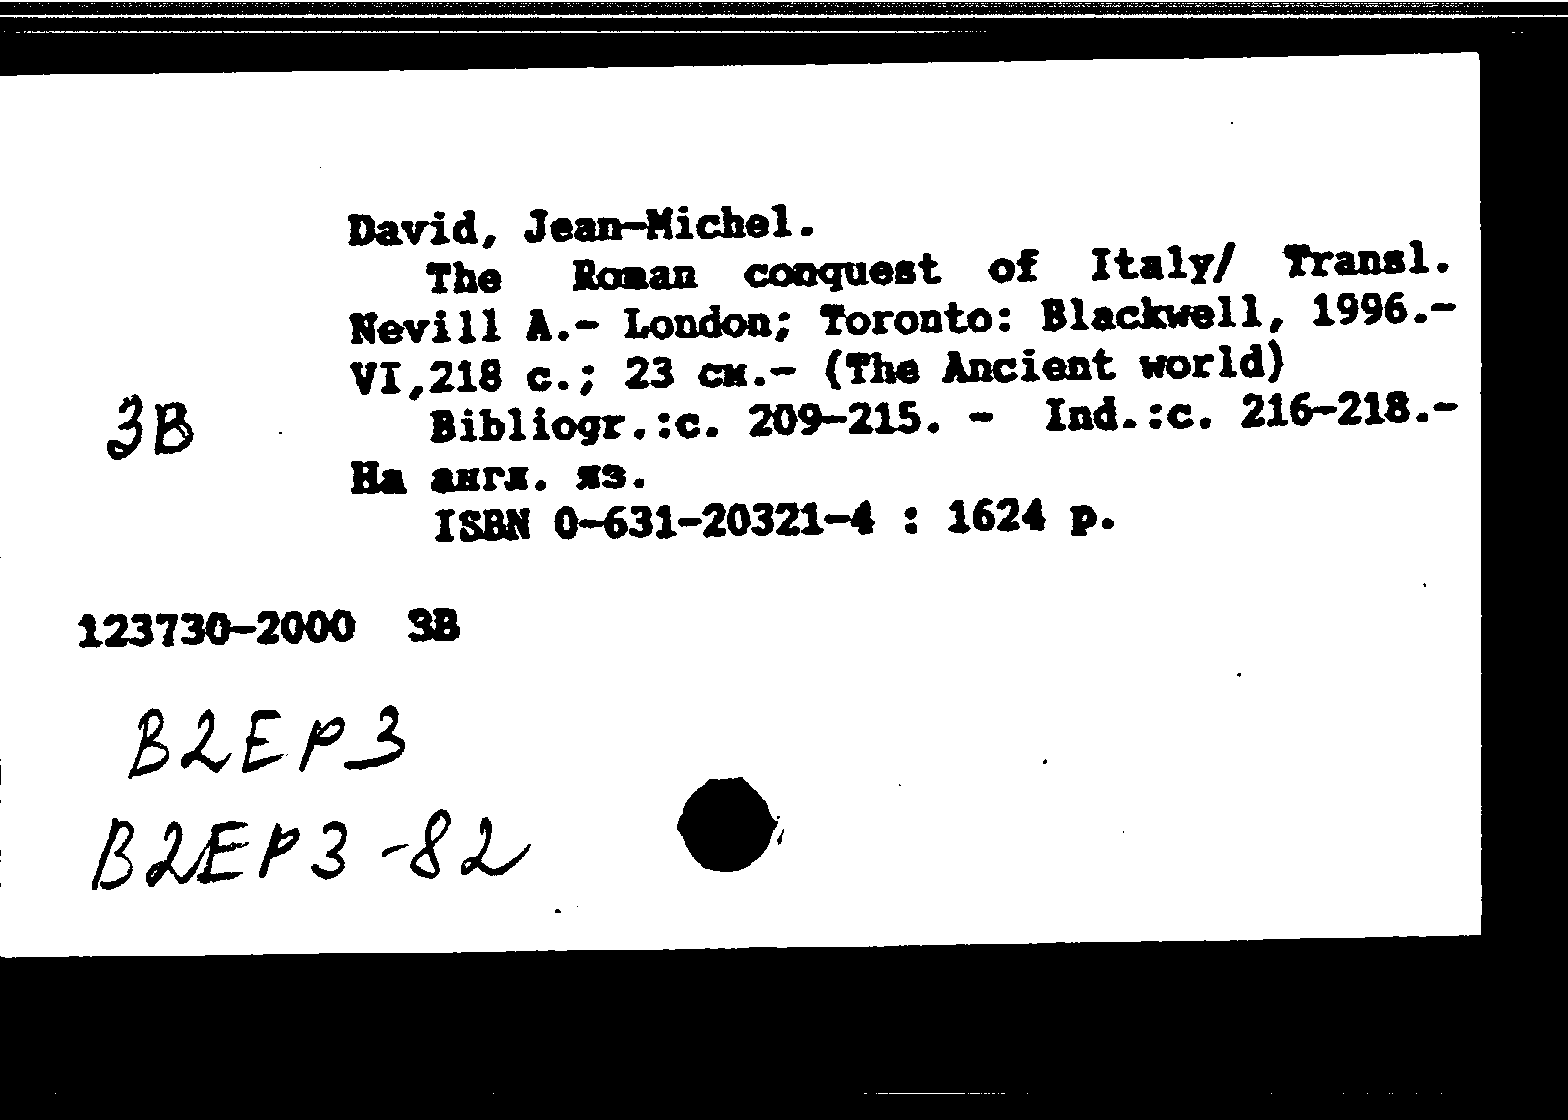 David, Jean-Michel.
The Roman conquest of Italy/ Transl.
Nevill A.- London; Toronto: Blackwell, 1996.-
VI,218 с.; 23 см.- (The Ancient world)
Bibliogr.:с. 209-215. - Ind.:с. 216-218.-
На англ. яз.
ISBN 0-631-20321-4 : 1624 р.
ЗВ
123730-2000 ЗВ
B2EP3
B2EP3-82